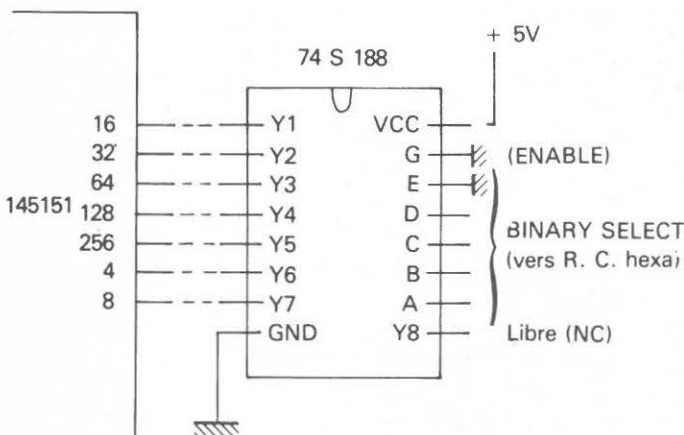 + 5V
74 S 188
16 Y1 VCC
32 Y2 G (ENABLE)
64 Y3 E
145151 128 Y4 D
256 Y5 C BINARY SELECT
4 Y6 B (vers R. C. hexa)
8 Y7 A
GND Y8 Libre (NC)